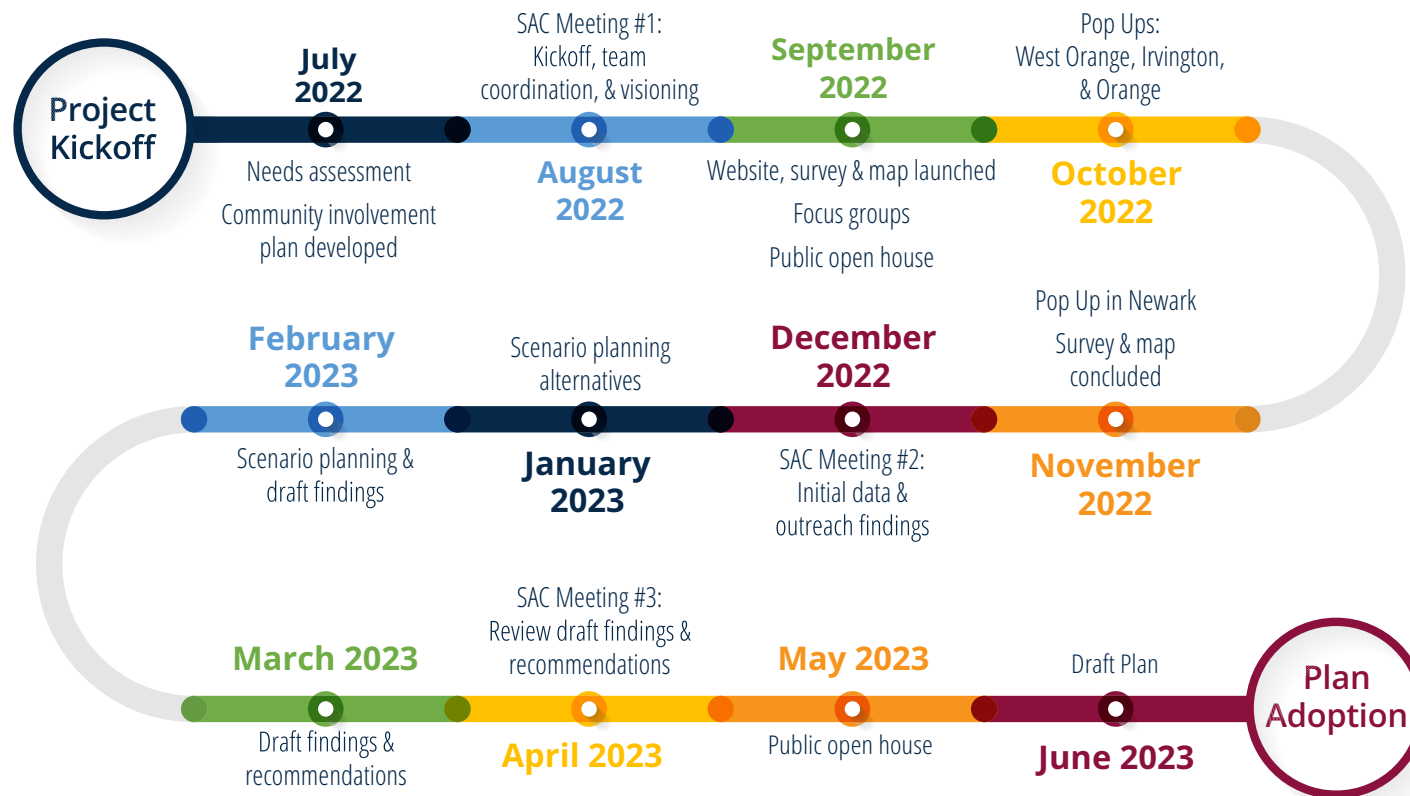 Project
Kickoff
July
2022
Needs assessment
Community involvement
plan developed
SAC Meeting #1:
Kickoff, team
coordination, & visioning
August
2022
September
2022
Website, survey & map launched
Focus groups
Public open house
Pop Ups:
West Orange, Irvington,
& Orange
October
2022
Pop Up in Newark
Survey & map
concluded
November
2022
December
2022
SAC Meeting #2:
Initial data &
outreach findings
Scenario planning
alternatives
January
2023
February
2023
Scenario planning &
draft findings
March 2023
Draft findings &
recommendations
SAC Meeting #3:
Review draft findings &
recommendations
April 2023
May 2023
Public open house
Draft Plan
June 2023
Plan
Adoption